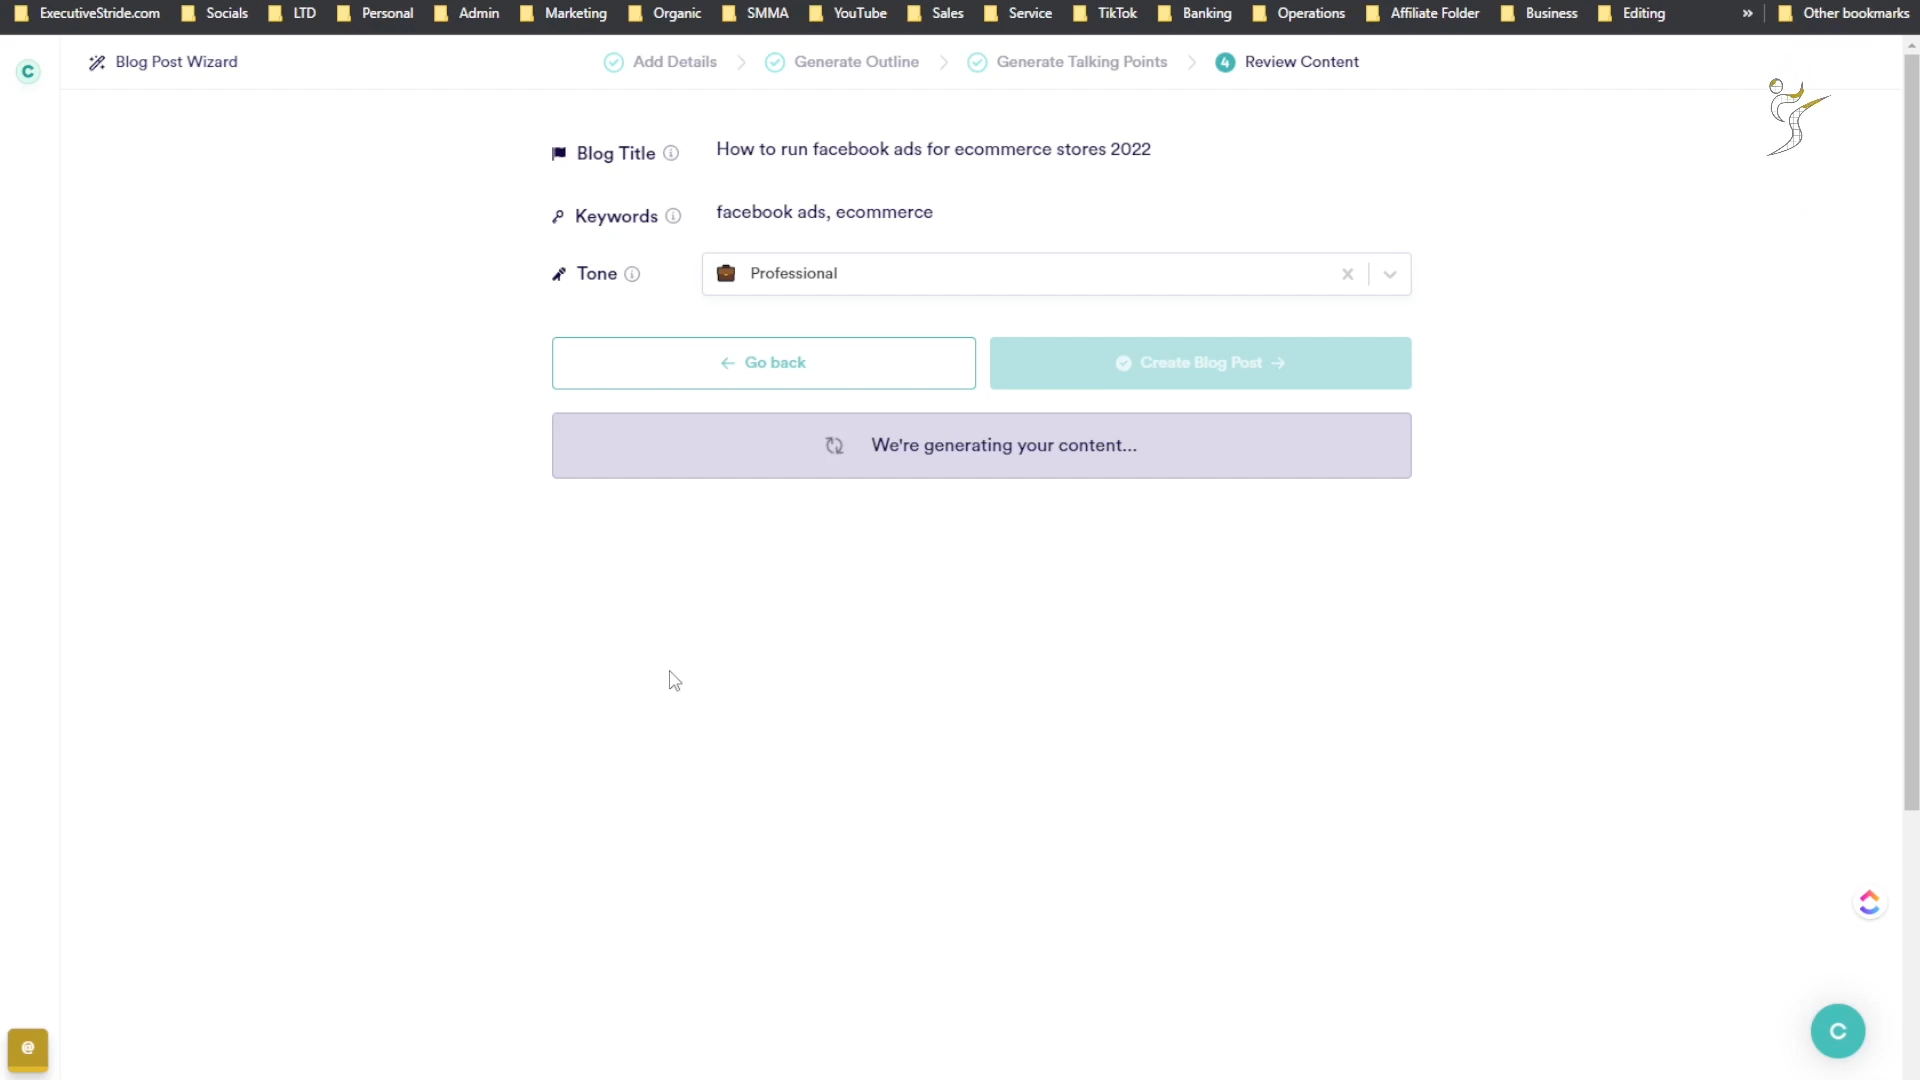 ExecutiveStride.com Socials LTD Personal Admin Marketing Organic SMMA YouTube Sales Service TikTok Banking Operations Affiliate Folder Business Editing » Other bookmarks
C Blog Post Wizard Add Details Generate Outline Generate Talking Points 4 Review Content
Blog Title How to run facebook ads for ecommerce stores 2022
Keywords facebook ads, ecommerce
Tone Professional
← Go back Create Blog Post →
We're generating your content...
C
@